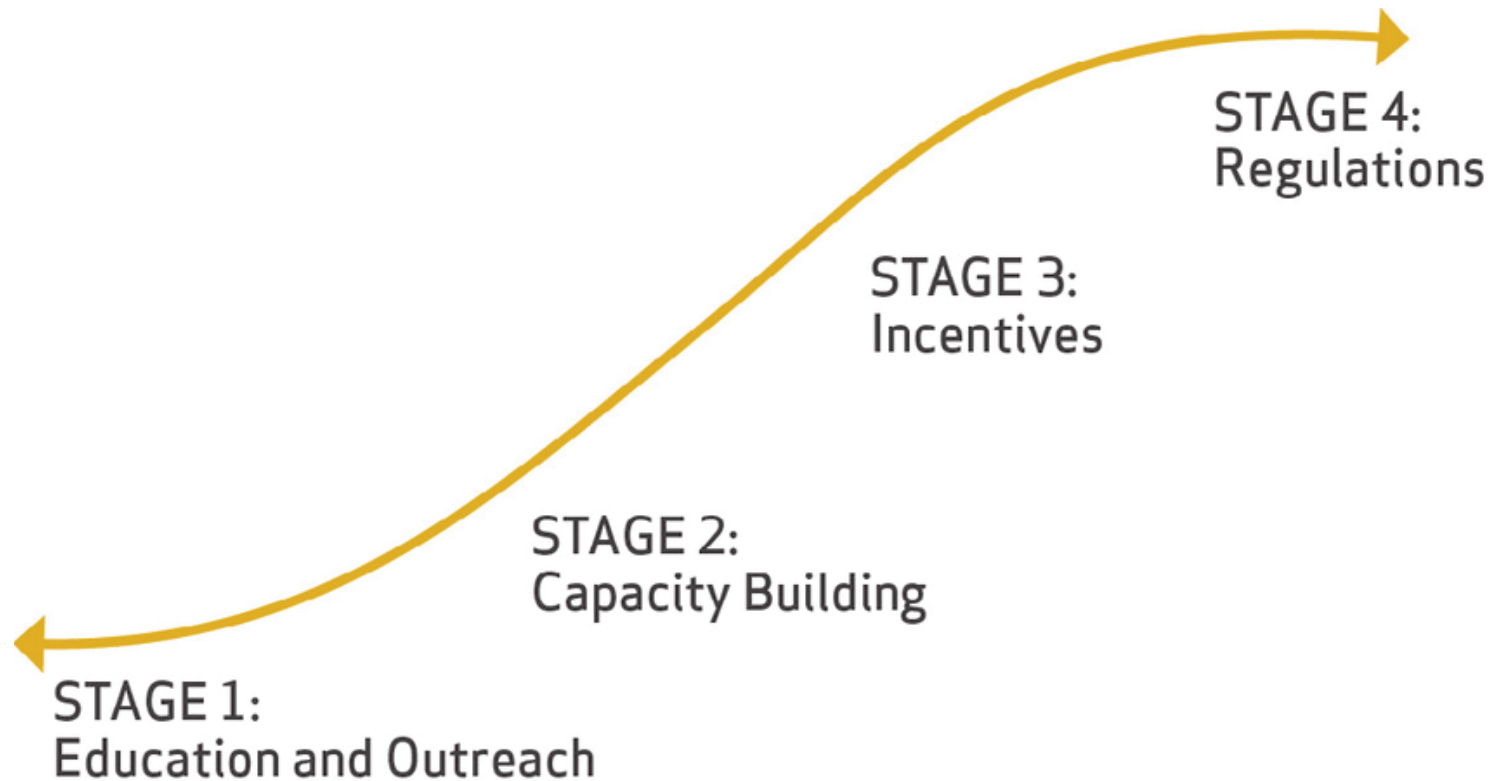 STAGE 4:
Regulations
STAGE 3:
Incentives
STAGE 2:
Capacity Building
STAGE 1:
Education and Outreach